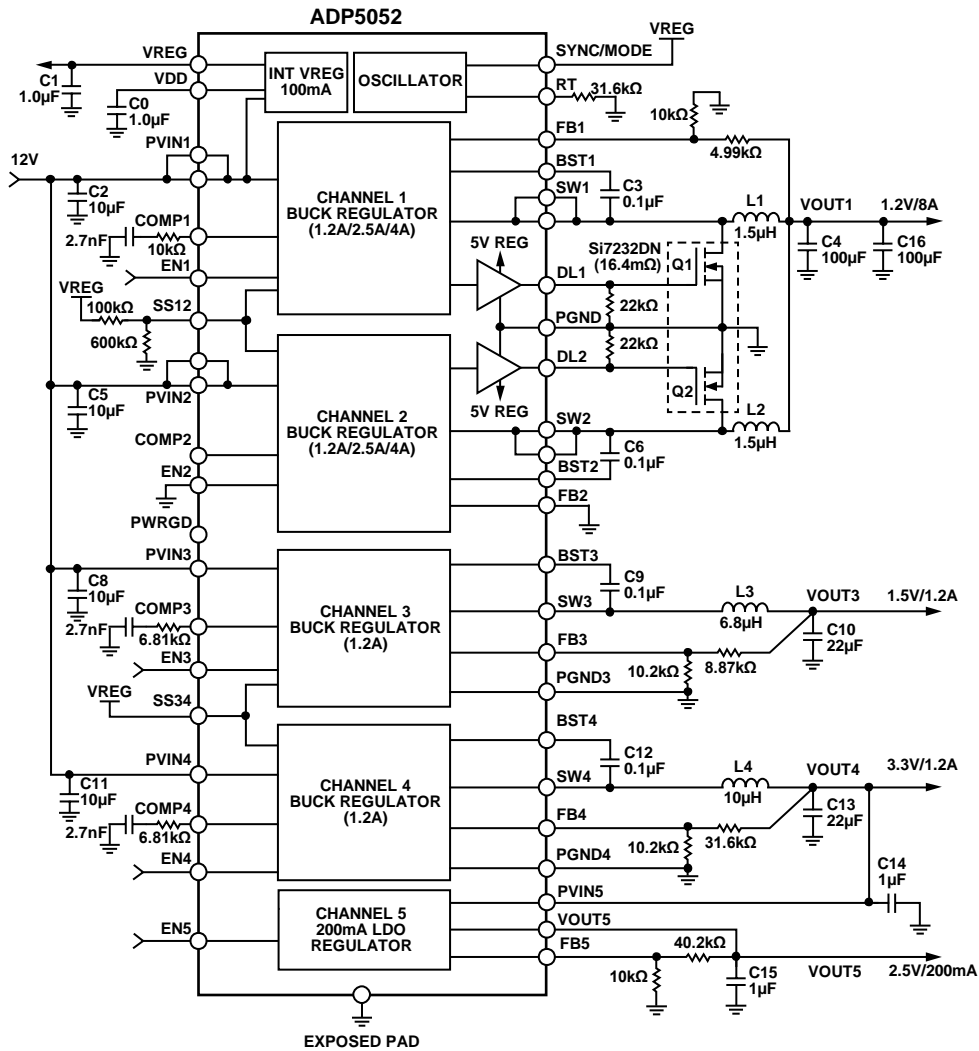 ADP5052
VREG
VDD
C1
1.0µF
C0
1.0µF
INT VREG
100mA
OSCILLATOR
SYNC/MODE
VREG
RT
31.6kΩ
FB1
10kΩ
4.99kΩ
12V
PVIN1
C2
10µF
COMP1
2.7nF
10kΩ
EN1
CHANNEL 1
BUCK REGULATOR
(1.2A/2.5A/4A)
BST1
C3
0.1µF
SW1
L1
1.5µH
VOUT1
1.2V/8A
C4
100µF
C16
100µF
VREG
100kΩ
SS12
600kΩ
5V REG
DL1
Si7232DN
(16.4mΩ)
Q1
22kΩ
PGND
22kΩ
DL2
5V REG
Q2
PVIN2
C5
10µF
COMP2
EN2
CHANNEL 2
BUCK REGULATOR
(1.2A/2.5A/4A)
SW2
L2
1.5µH
C6
0.1µF
BST2
FB2
PWRGD
PVIN3
C8
10µF
COMP3
2.7nF
6.81kΩ
EN3
CHANNEL 3
BUCK REGULATOR
(1.2A)
BST3
C9
0.1µF
SW3
L3
6.8µH
VOUT3
1.5V/1.2A
C10
22µF
FB3
10.2kΩ
8.87kΩ
PGND3
VREG
SS34
PVIN4
C11
10µF
COMP4
2.7nF
6.81kΩ
EN4
CHANNEL 4
BUCK REGULATOR
(1.2A)
BST4
C12
0.1µF
SW4
L4
10µH
VOUT4
3.3V/1.2A
C13
22µF
FB4
10.2kΩ
31.6kΩ
PGND4
PVIN5
C14
1µF
EN5
CHANNEL 5
200mA LDO
REGULATOR
VOUT5
FB5
40.2kΩ
10kΩ
C15
1µF
VOUT5
2.5V/200mA
EXPOSED PAD